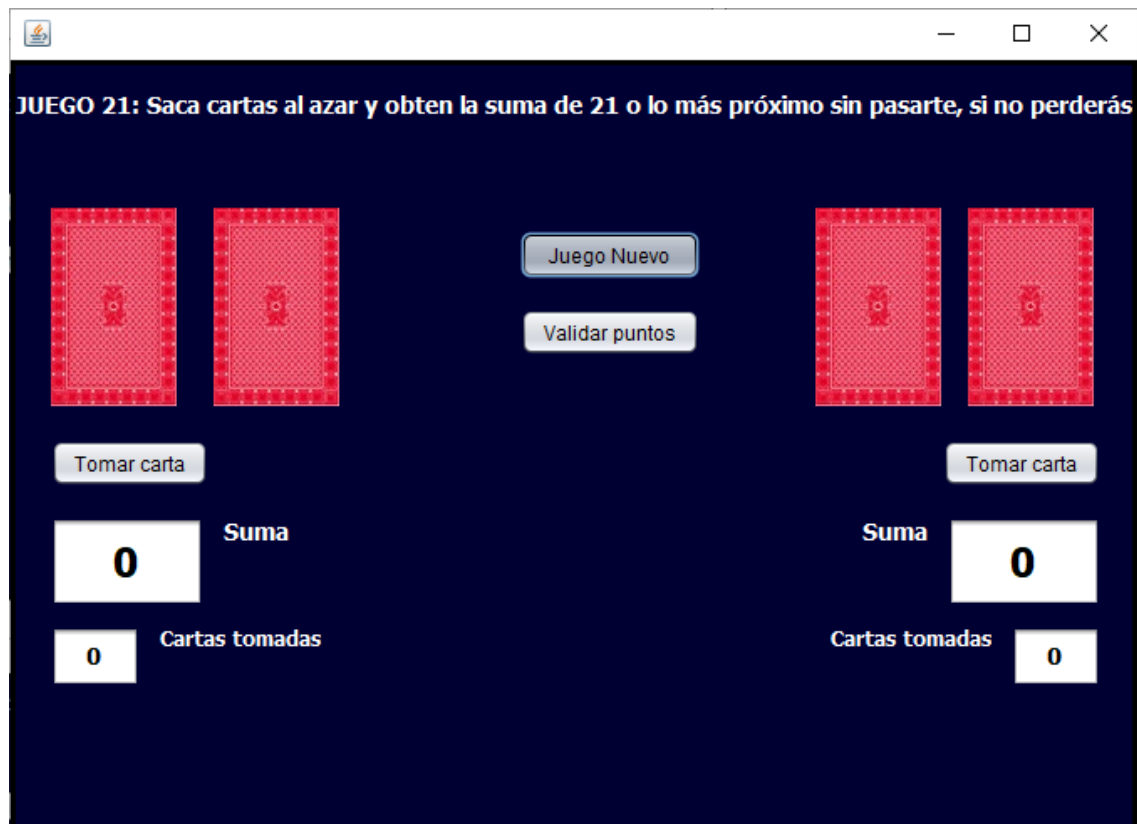 JUEGO 21: Saca cartas al azar y obten la suma de 21 o lo más próximo sin pasarte, si no perderás
Juego Nuevo
Validar puntos
Tomar carta
Tomar carta
0
Suma
Suma
0
0
Cartas tomadas
Cartas tomadas
0